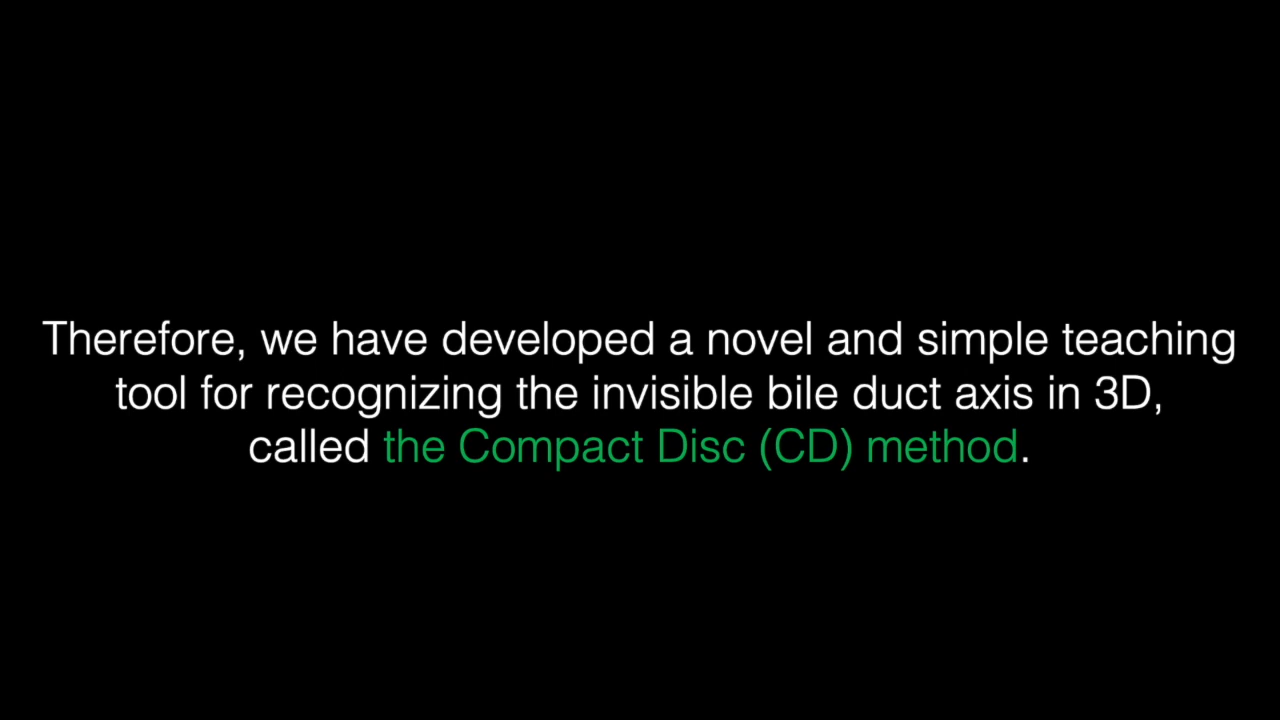 Therefore, we have developed a novel and simple teaching
tool for recognizing the invisible bile duct axis in 3D,
called the Compact Disc (CD) method.